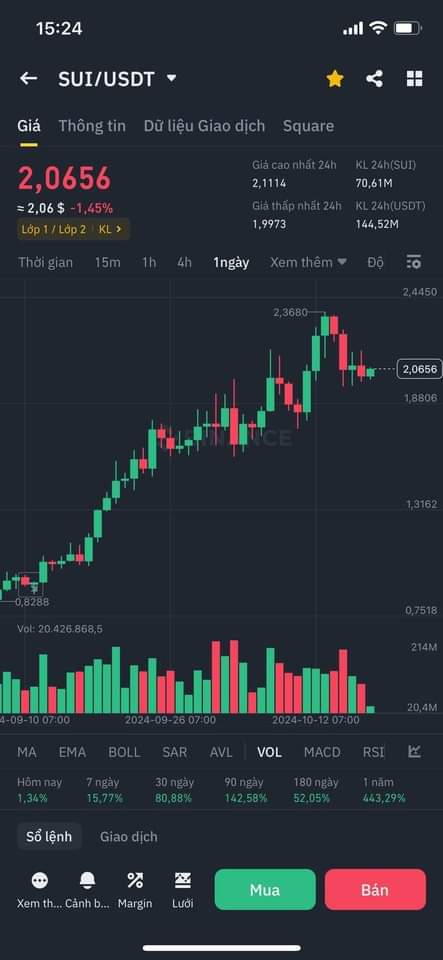 15:24
SUI/USDT
Giá Thông tin Dữ liệu Giao dịch Square
2,0656
≈ 2,06 $ -1,45%
Lớp 1 / Lớp 2 KL >
Giá cao nhất 24h KL 24h(SUI)
2,1114 70,61M
Giá thấp nhất 24h KL 24h(USDT)
1,9973 144,52M
Thời gian 15m 1h 4h 1ngày Xem thêm Độ
2,4450
2,3680
2,0656
1,8806
BINANCE
1,3162
0,8288
0,7518
Vol: 20.426.868,5
214M
20,4M
4-09-10 07:00 2024-09-26 07:00 2024-10-12 07:00
MA EMA BOLL SAR AVL VOL MACD RSI
Hôm nay 7 ngày 30 ngày 90 ngày 180 ngày 1 năm
1,34% 15,77% 80,88% 142,58% 52,05% 443,29%
Sổ lệnh Giao dịch
Xem th... Cảnh b... Margin Lưới
Mua Bán